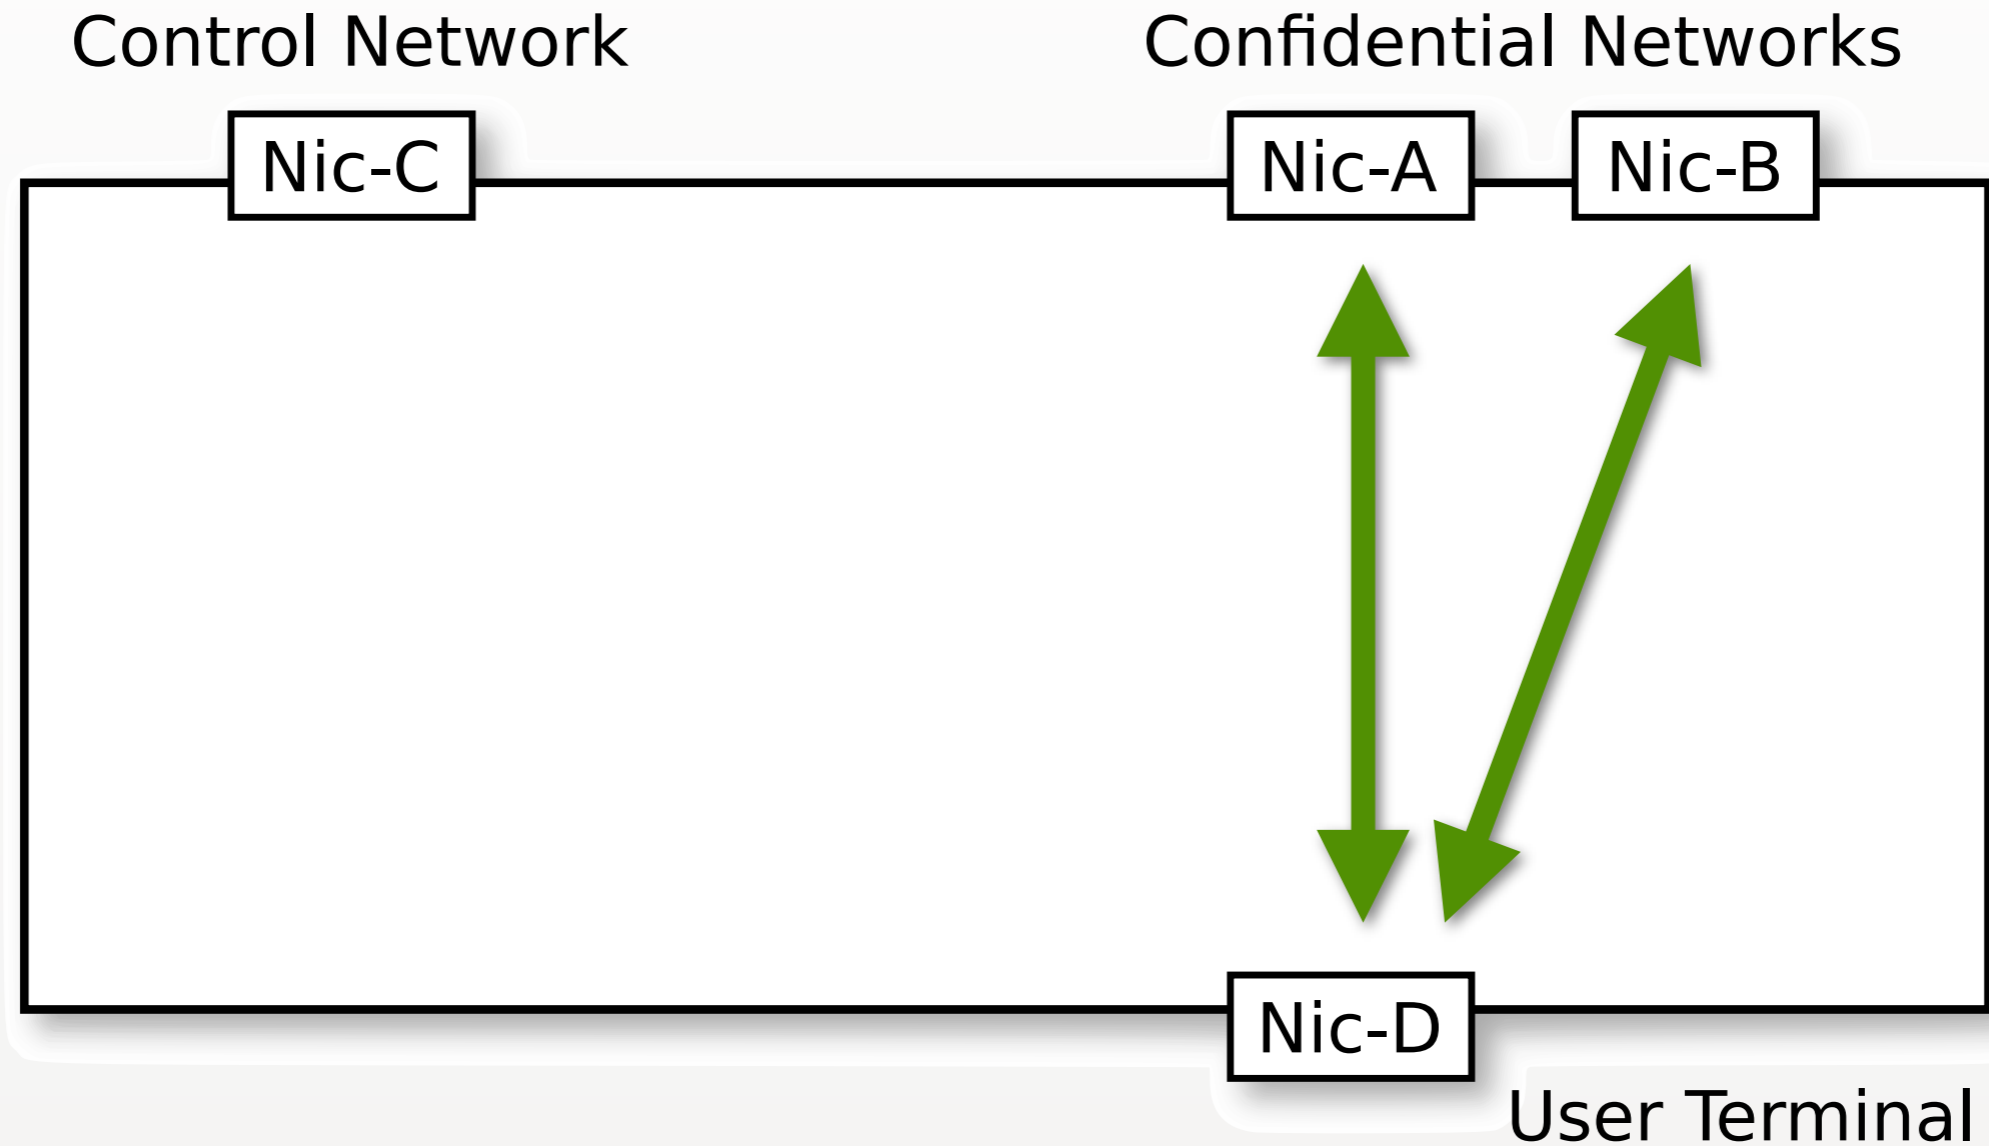 Control Network
Confidential Networks
Nic-C
Nic-A
Nic-B
Nic-D
User Terminal